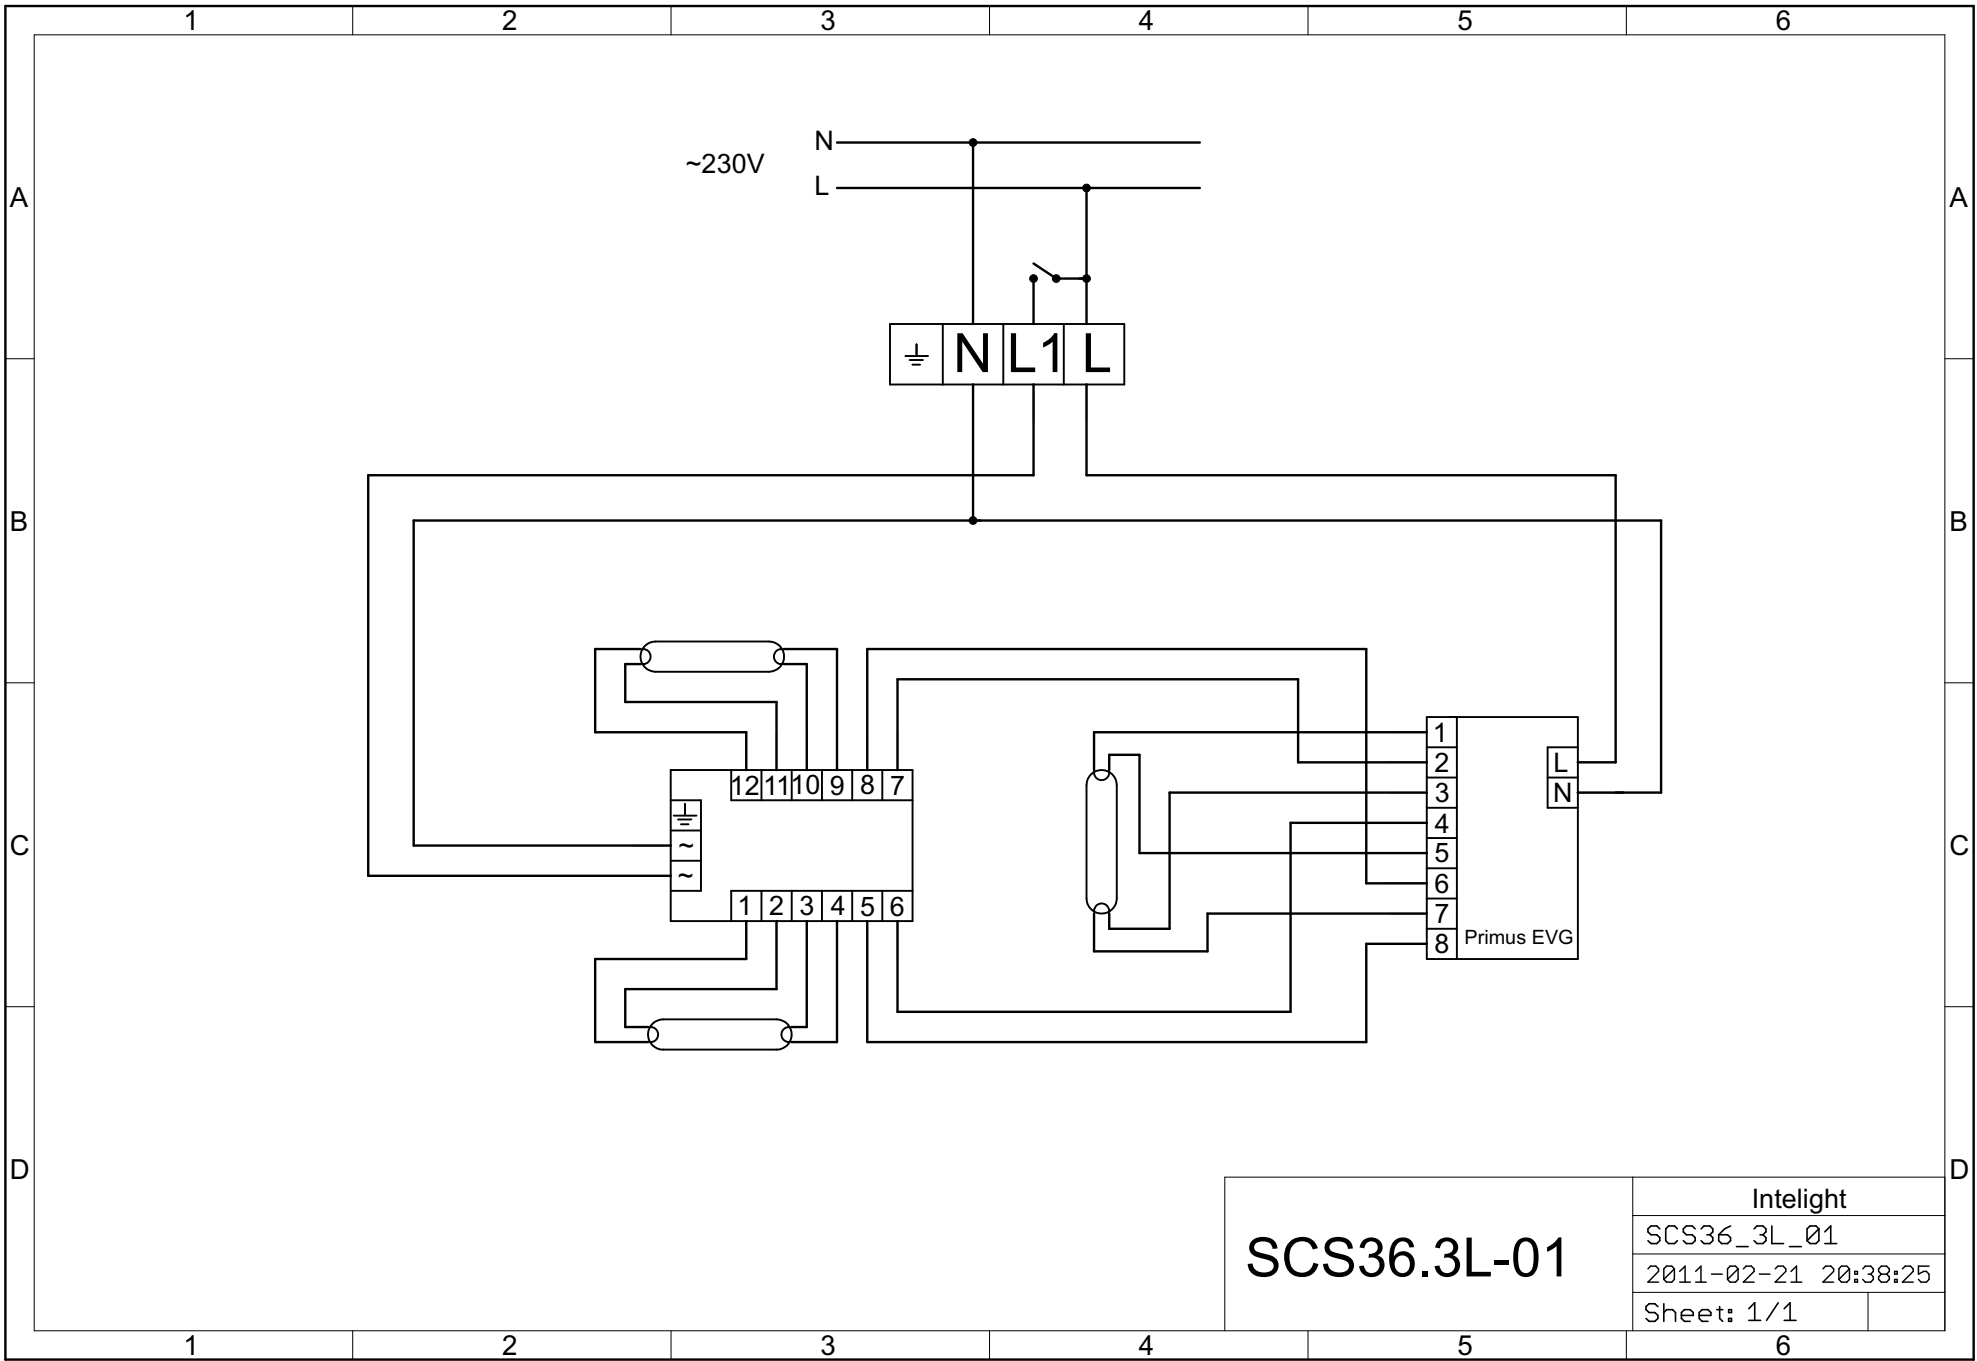 1 2 3 4 5 6
N
~230V
L
A A
N L1 L
B B
12 11 10 9 8 7
~
~
1 2 3 4 5 6
1
2 L
3 N
4
5
6
7
8 Primus EVG
C C
D D
SCS36.3L-01
Intelight
SCS36_3L_01
2011-02-21 20:38:25
Sheet: 1/1
1 2 3 4 5 6